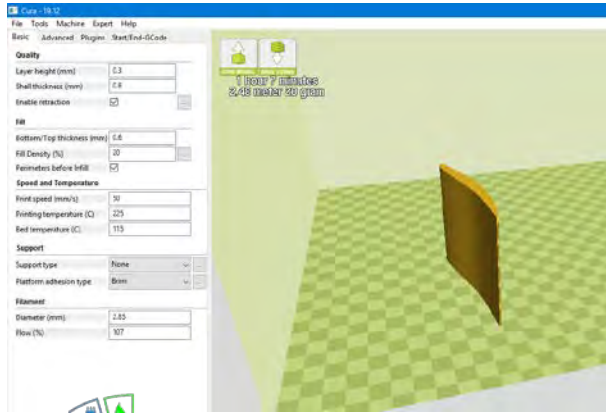 Cura - 19.12
File Tools Machine Expert Help
Basic Advanced Plugins Start/End-GCode
Quality
Layer height (mm) 0.3
Shell thickness (mm) 0.8
Enable retraction
Fill
Bottom/Top thickness (mm) 0.6
Fill Density (%) 20
Perimeters before Infill
Speed and Temperature
Print speed (mm/s) 50
Printing temperature (C) 225
Bed temperature (C) 115
Support
Support type None
Platform adhesion type Brim
Filament
Diameter (mm) 2.85
Flow (%) 107
1 hour 7 minutes
2.48 meter 20 gram